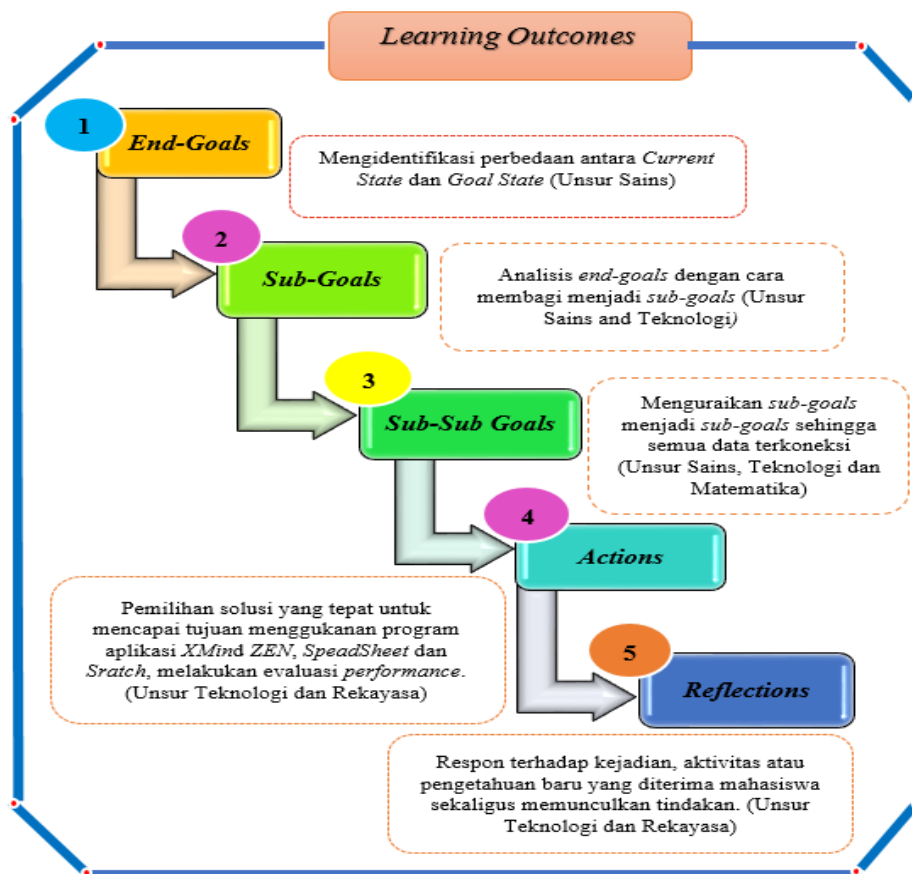 Learning Outcomes
1
End-Goals
Mengidentifikasi perbedaan antara Current
State dan Goal State (Unsur Sains)
2
Sub-Goals
Analisis end-goals dengan cara
membagi menjadi sub-goals (Unsur
Sains and Teknologi)
3
Sub-Sub Goals
Menguraikan sub-goals
menjadi sub-goals sehingga
semua data terkoneksi
(Unsur Sains, Teknologi dan
Matematika)
4
Actions
Pemilihan solusi yang tepat untuk
mencapai tujuan menggukanan program
aplikasi XMind ZEN, SpeadSheet dan
Sratch, melakukan evaluasi performance.
(Unsur Teknologi dan Rekayasa)
5
Reflections
Respon terhadap kejadian, aktivitas atau
pengetahuan baru yang diterima mahasiswa
sekaligus memunculkan tindakan. (Unsur
Teknologi dan Rekayasa)